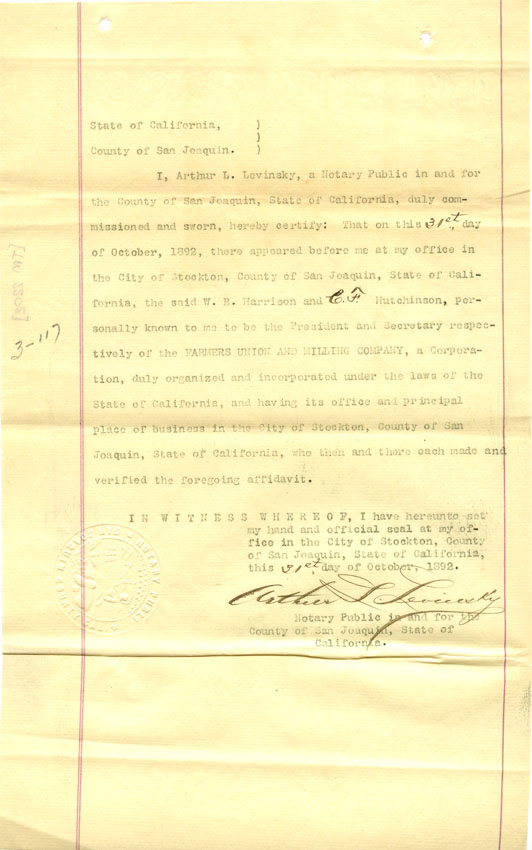 State of California, )
)
County of San Joaquin. )
I, Arthur L. Levinsky, a Notary Public in and for
the County of San Joaquin, State of California, duly com-
missioned and sworn, hereby certify: That on this 31st, day
of October, 1892, there appeared before me at my office in
the City of Stockton, County of San Joaquin, State of Cali-
fornia, the said W. B. Harrison and C. F. Hutchinson, per-
sonally known to me to be the President and Secretary respec-
tively of the FARMERS UNION AND MILLING COMPANY, a Corpora-
tion, duly organized and incorporated under the laws of the
State of California, and having its office and principal
place of business in the City of Stockton, County of San
Joaquin, State of California, who then and there each made and
verified the foregoing affidavit.
IN WITNESS WHEREOF, I have hereunto set
my hand and official seal at my of-
fice in the City of Stockton, County
of San Joaquin, State of California,
this 31st, day of October, 1892.
Arthur L Levinsky
Notary Public in and for the
County of San Joaquin, State of
California.
3-117